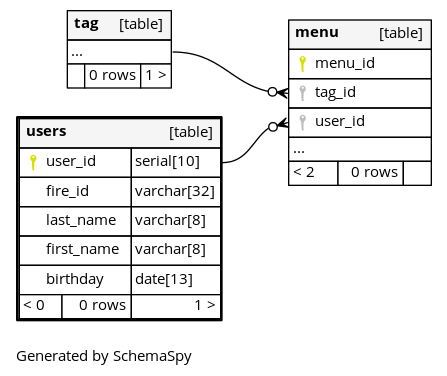 tag [table]
...
0 rows 1 >
menu [table]
menu_id
tag_id
user_id
...
< 2 0 rows
users [table]
user_id serial[10]
fire_id varchar[32]
last_name varchar[8]
first_name varchar[8]
birthday date[13]
< 0 0 rows 1 >
Generated by SchemaSpy